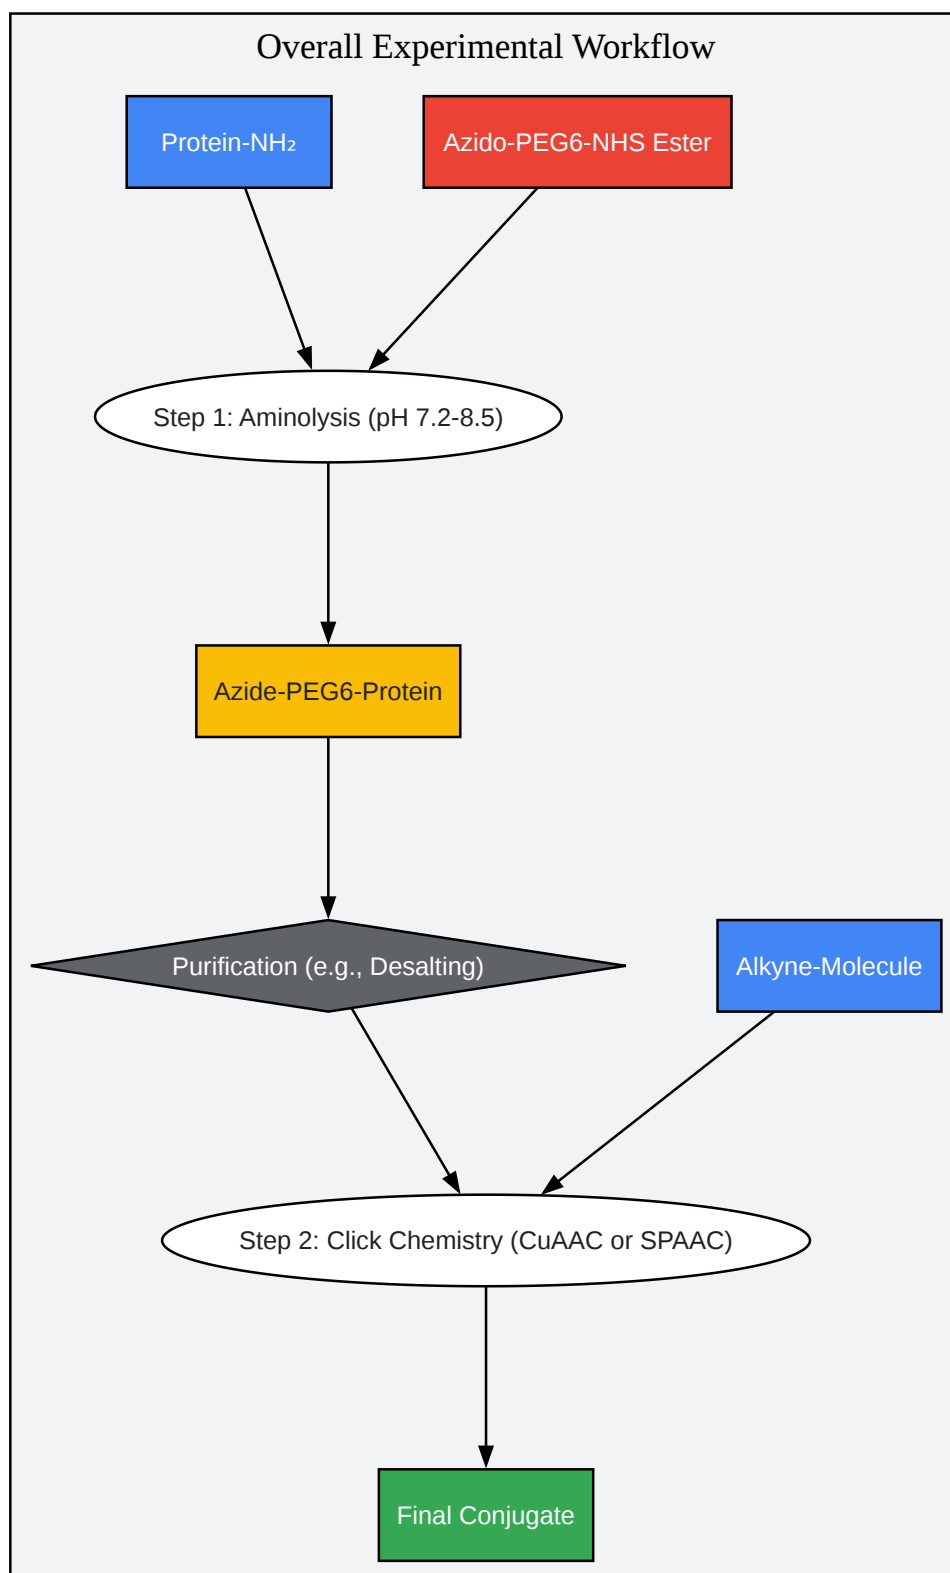 Overall Experimental Workflow
Protein-NH₂
Azido-PEG6-NHS Ester
Step 1: Aminolysis (pH 7.2-8.5)
Azide-PEG6-Protein
Purification (e.g., Desalting)
Alkyne-Molecule
Step 2: Click Chemistry (CuAAC or SPAAC)
Final Conjugate